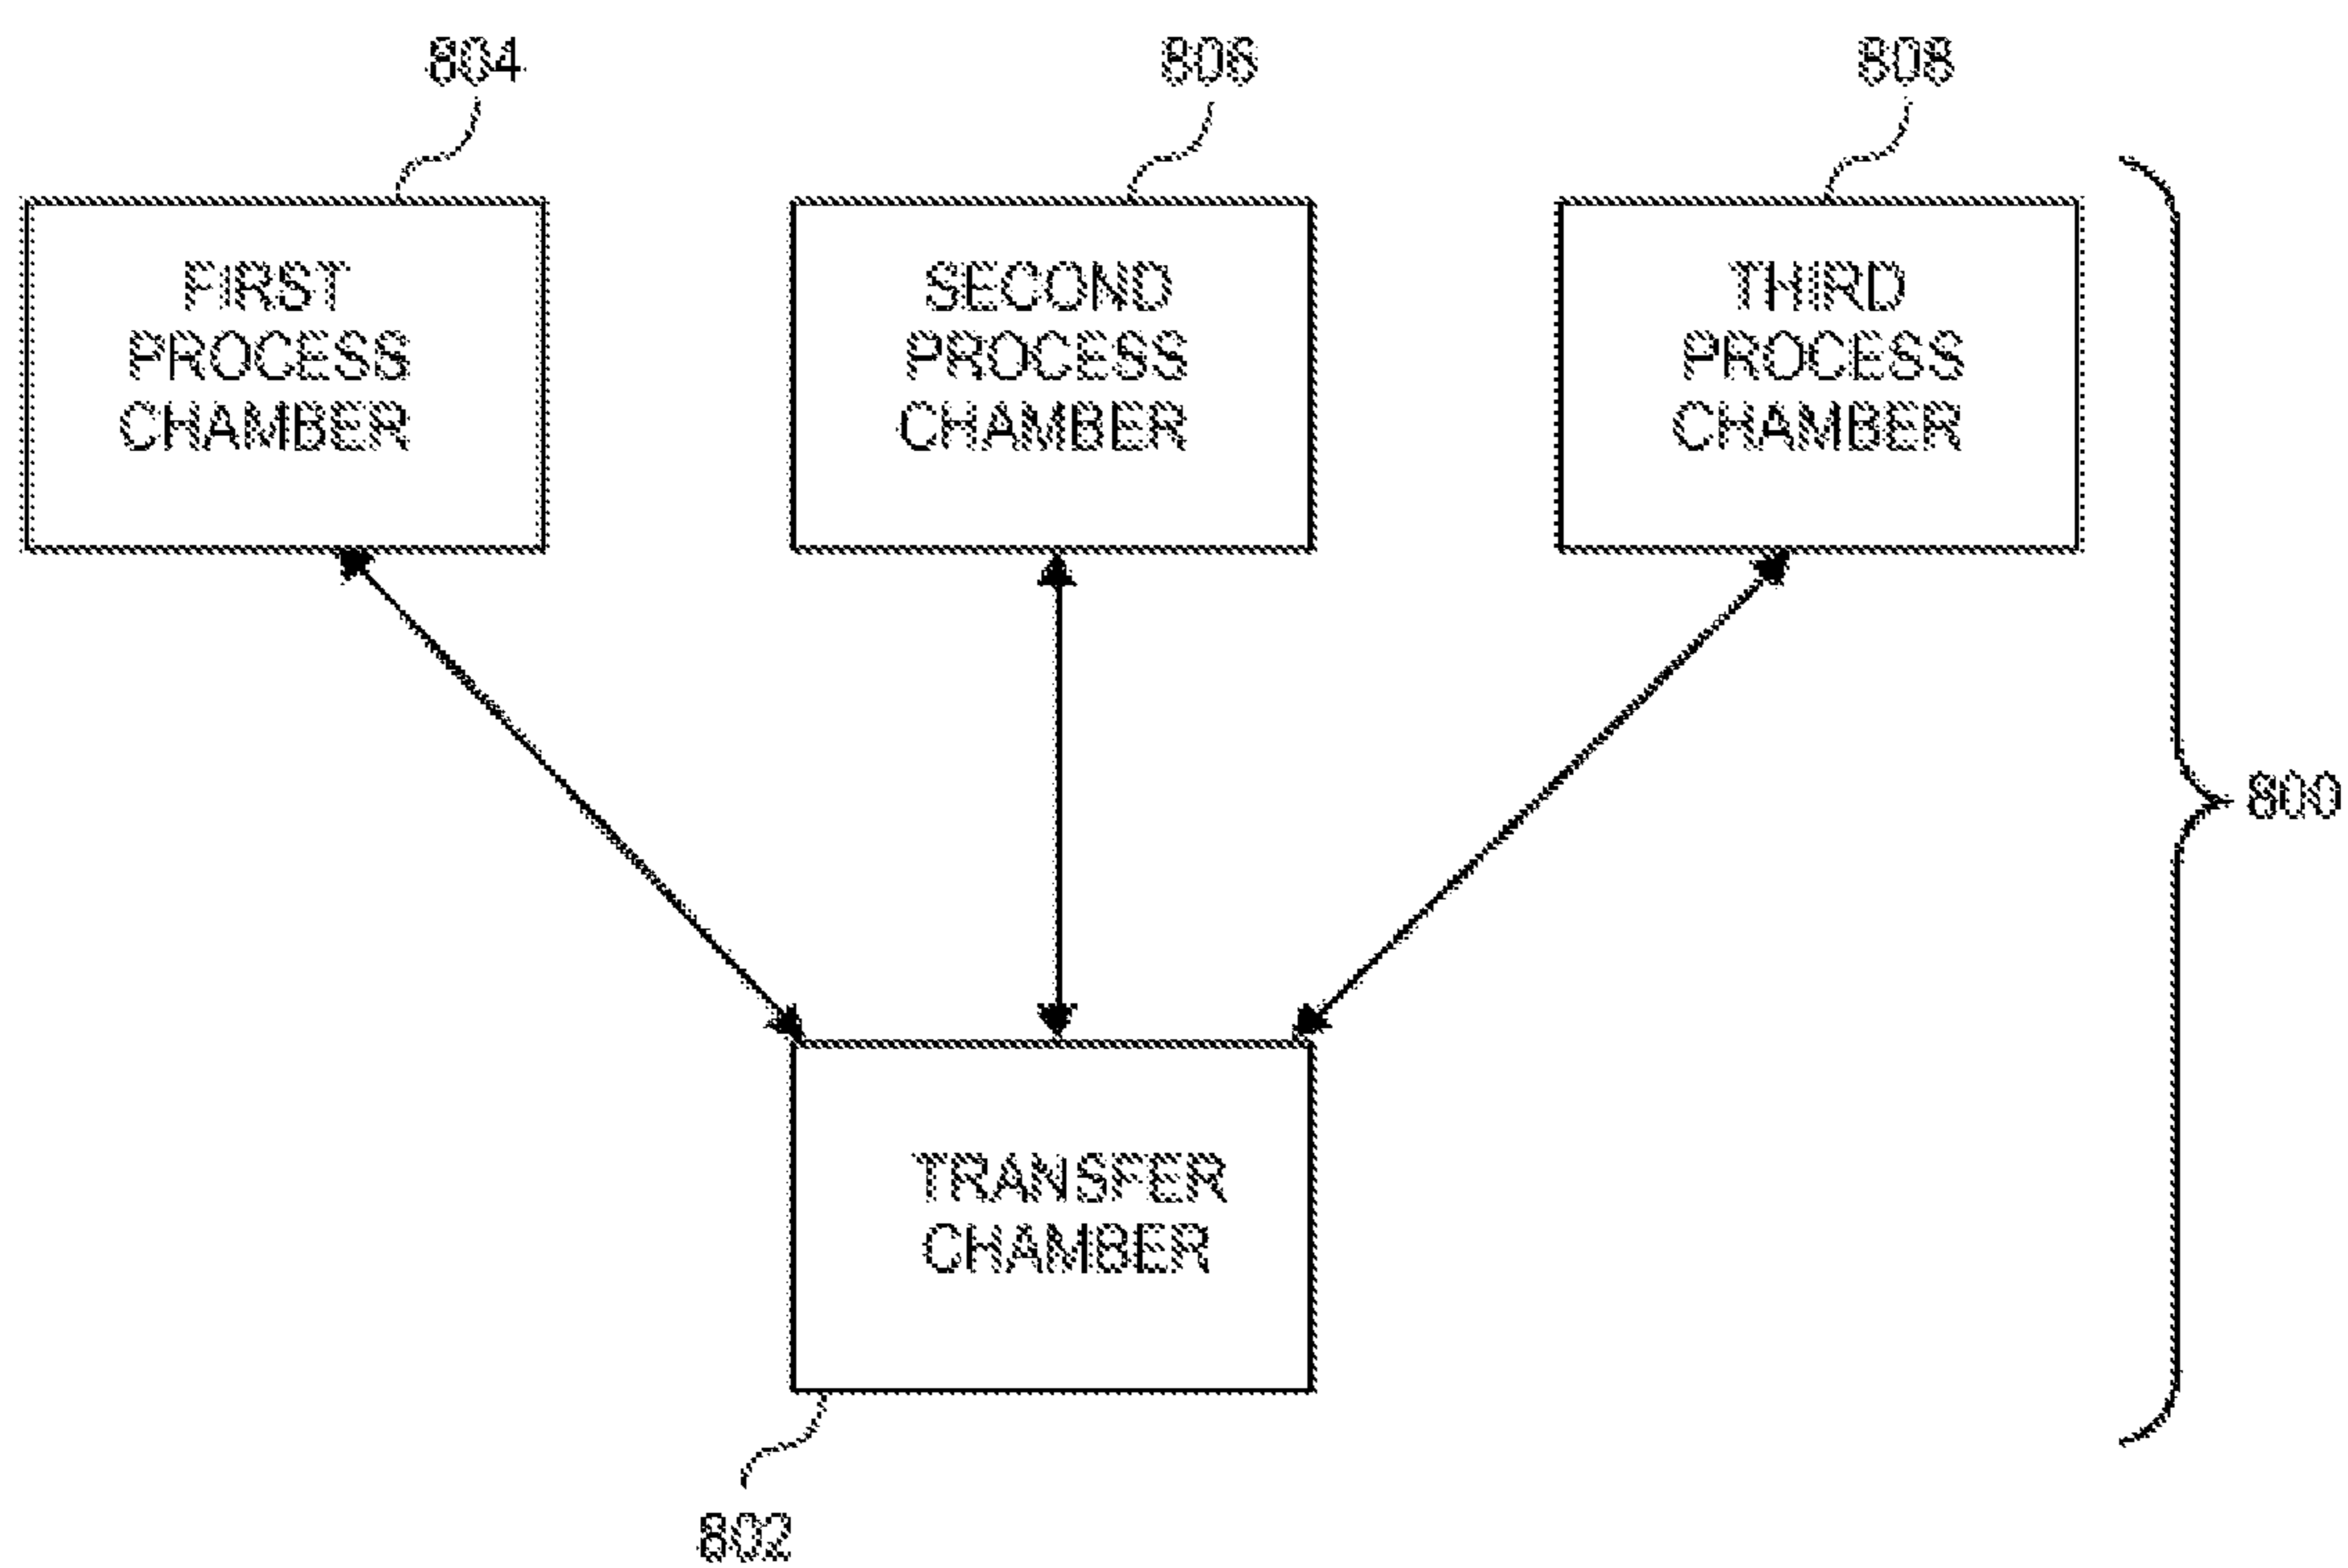 804
806
808
FIRST
PROCESS
CHAMBER
SECOND
PROCESS
CHAMBER
THIRD
PROCESS
CHAMBER
800
TRANSFER
CHAMBER
802